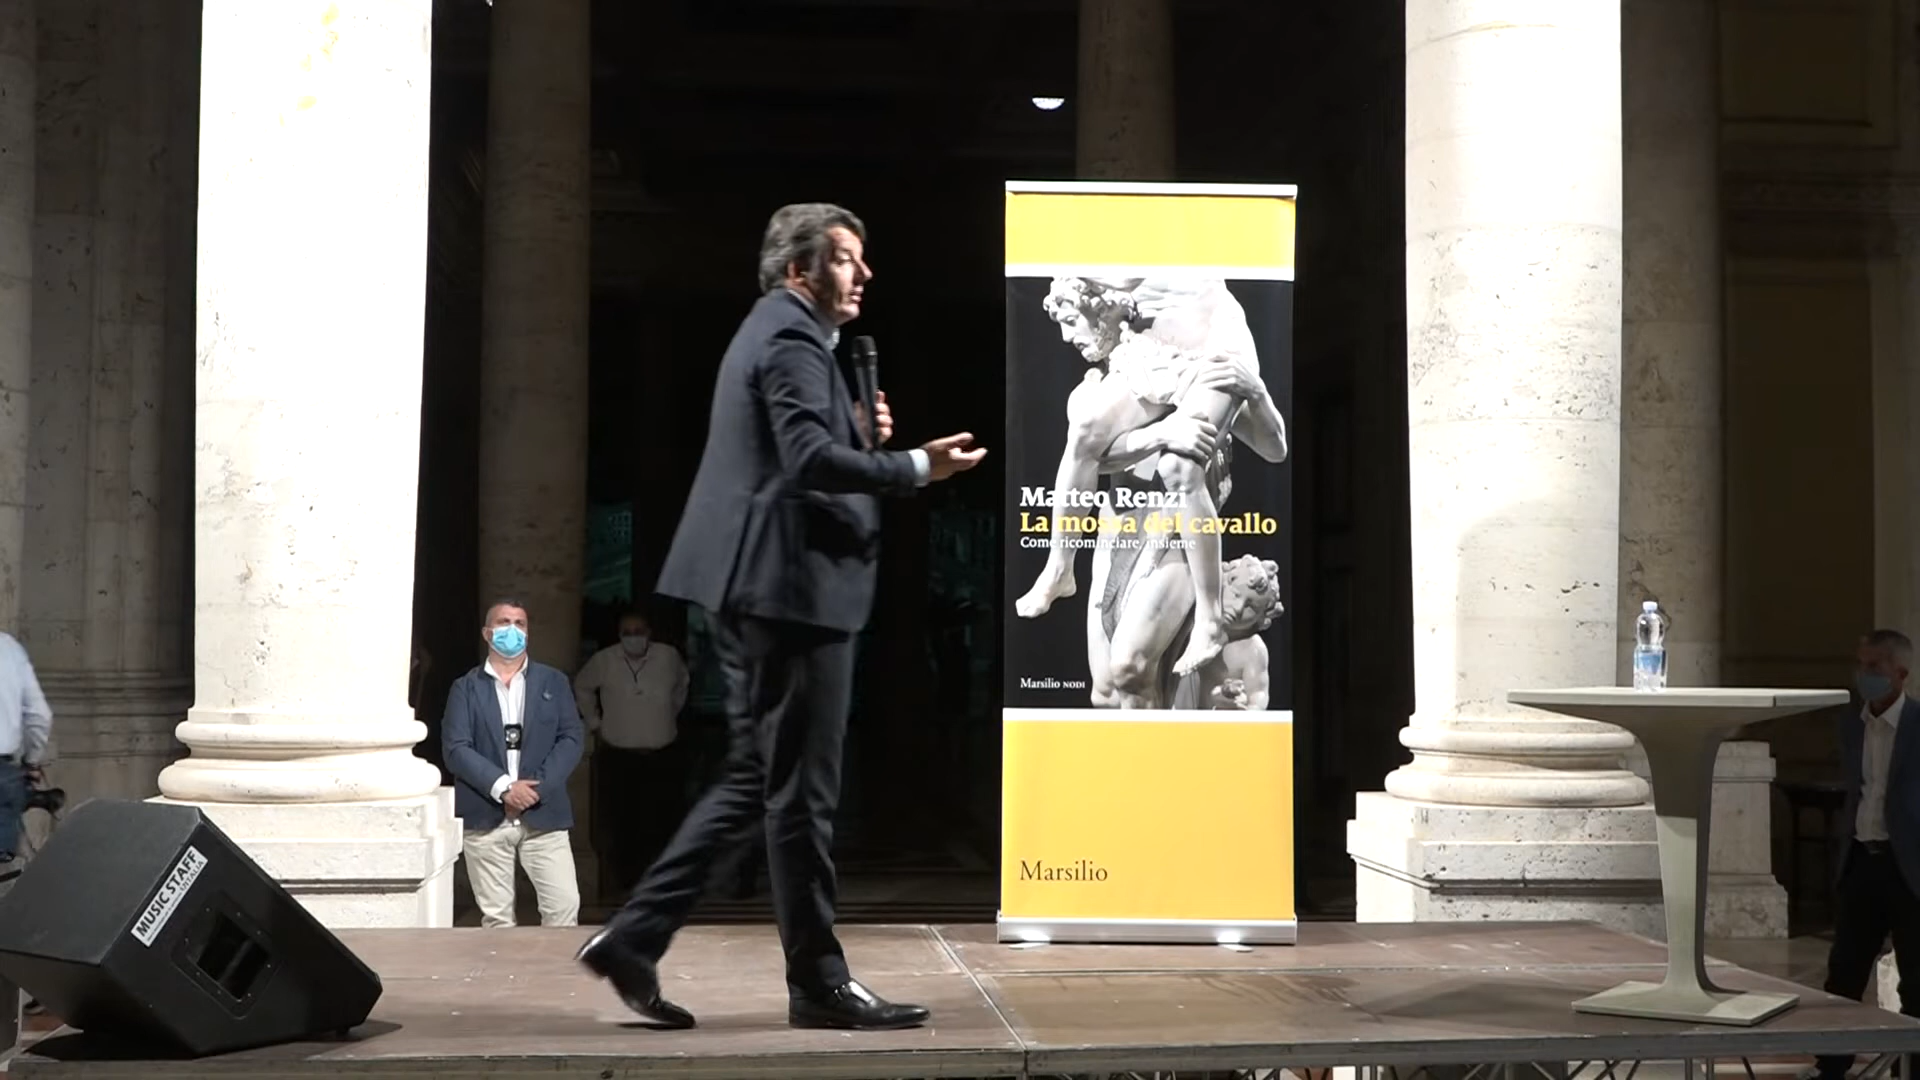 Matteo Renzi
La mossa del cavallo
Come ricominciare, insieme
Marsilio NODI
Marsilio
MUSIC STAFF